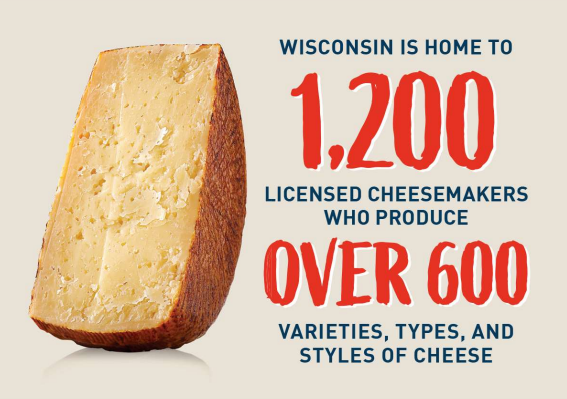 WISCONSIN IS HOME TO
1,200
LICENSED CHEESEMAKERS
WHO PRODUCE
OVER 600
VARIETIES, TYPES, AND
STYLES OF CHEESE